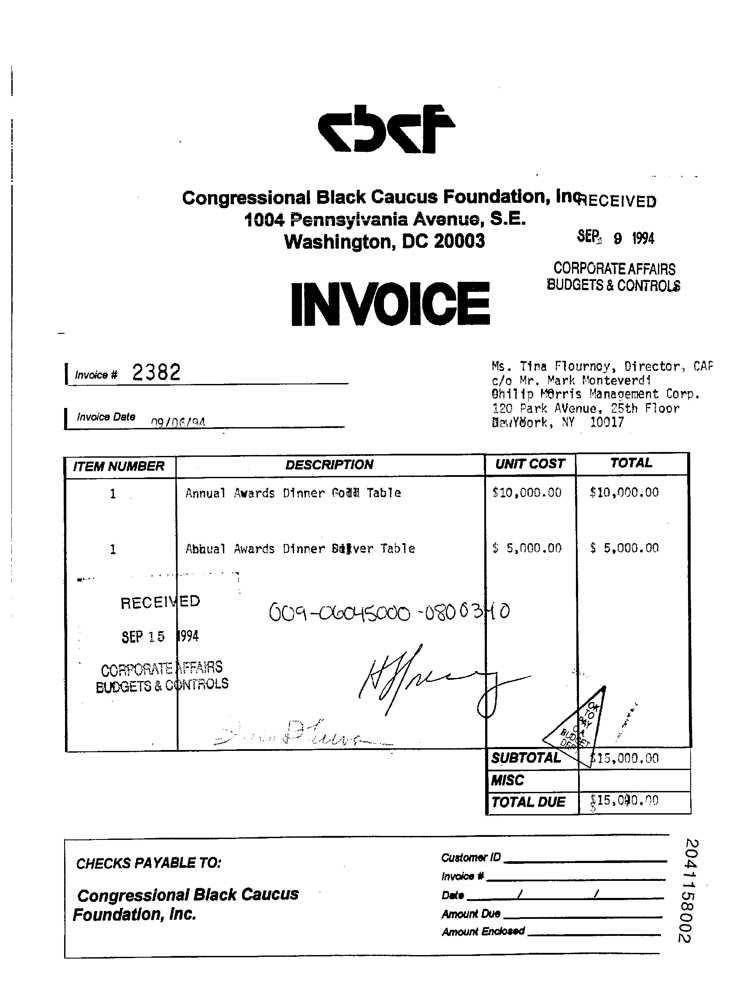 cbcf
Congressional Black Caucus Foundation, Inc.
1004 Pennsylvania Avenue, S.E.
Washington, DC 20003
RECEIVED
SEP 9 1994
CORPORATE AFFAIRS
BUDGETS & CONTROLS
INVOICE
Invoice # 2382
Invoice Date 09/06/94
Ms. Tina Flournoy, Director, CAP
c/o Mr. Mark Monteverdi
Philip Morris Management Corp.
120 Park AVenue, 25th Floor
New York, NY 10017
ITEM NUMBER DESCRIPTION UNIT COST TOTAL
1 Annual Awards Dinner Gold Table $10,000.00 $10,000.00
1 Abhual Awards Dinner Silver Table $ 5,000.00 $ 5,000.00
RECEIVED
SEP 15 1994
CORPORATE AFFAIRS
BUDGETS & CONTROLS
009-06045000-0800340
OK
TO
PAY
C.A.
BUDGET
DEPT
SUBTOTAL $15,000.00
MISC
TOTAL DUE $15,000.00
CHECKS PAYABLE TO:
Congressional Black Caucus
Foundation, Inc.
Customer ID
Invoice #
Date / /
Amount Due
Amount Enclosed
2041158002